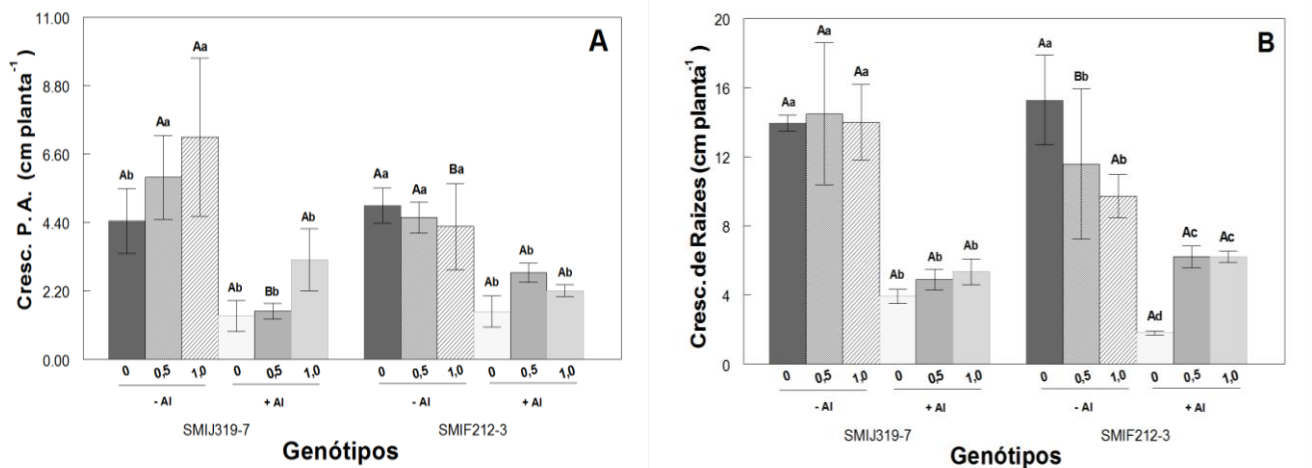 A
Cresc. P. A. (cm planta⁻¹)
11.00
8.80
6.60
4.40
2.20
0.00
Ab Aa Aa Ab Bb Ab Aa Aa Ba Ab Ab Ab
0 0,5 1,0 0 0,5 1,0 0 0,5 1,0 0 0,5 1,0
- Al + Al - Al + Al
SMIJ319-7 SMIF212-3
Genótipos
B
Cresc. de Raízes (cm planta⁻¹)
20
16
12
8
4
0
Aa Aa Aa Ab Ab Ab Aa Bb Ab Ad Ac Ac
0 0,5 1,0 0 0,5 1,0 0 0,5 1,0 0 0,5 1,0
- Al + Al - Al + Al
SMIJ319-7 SMIF212-3
Genótipos